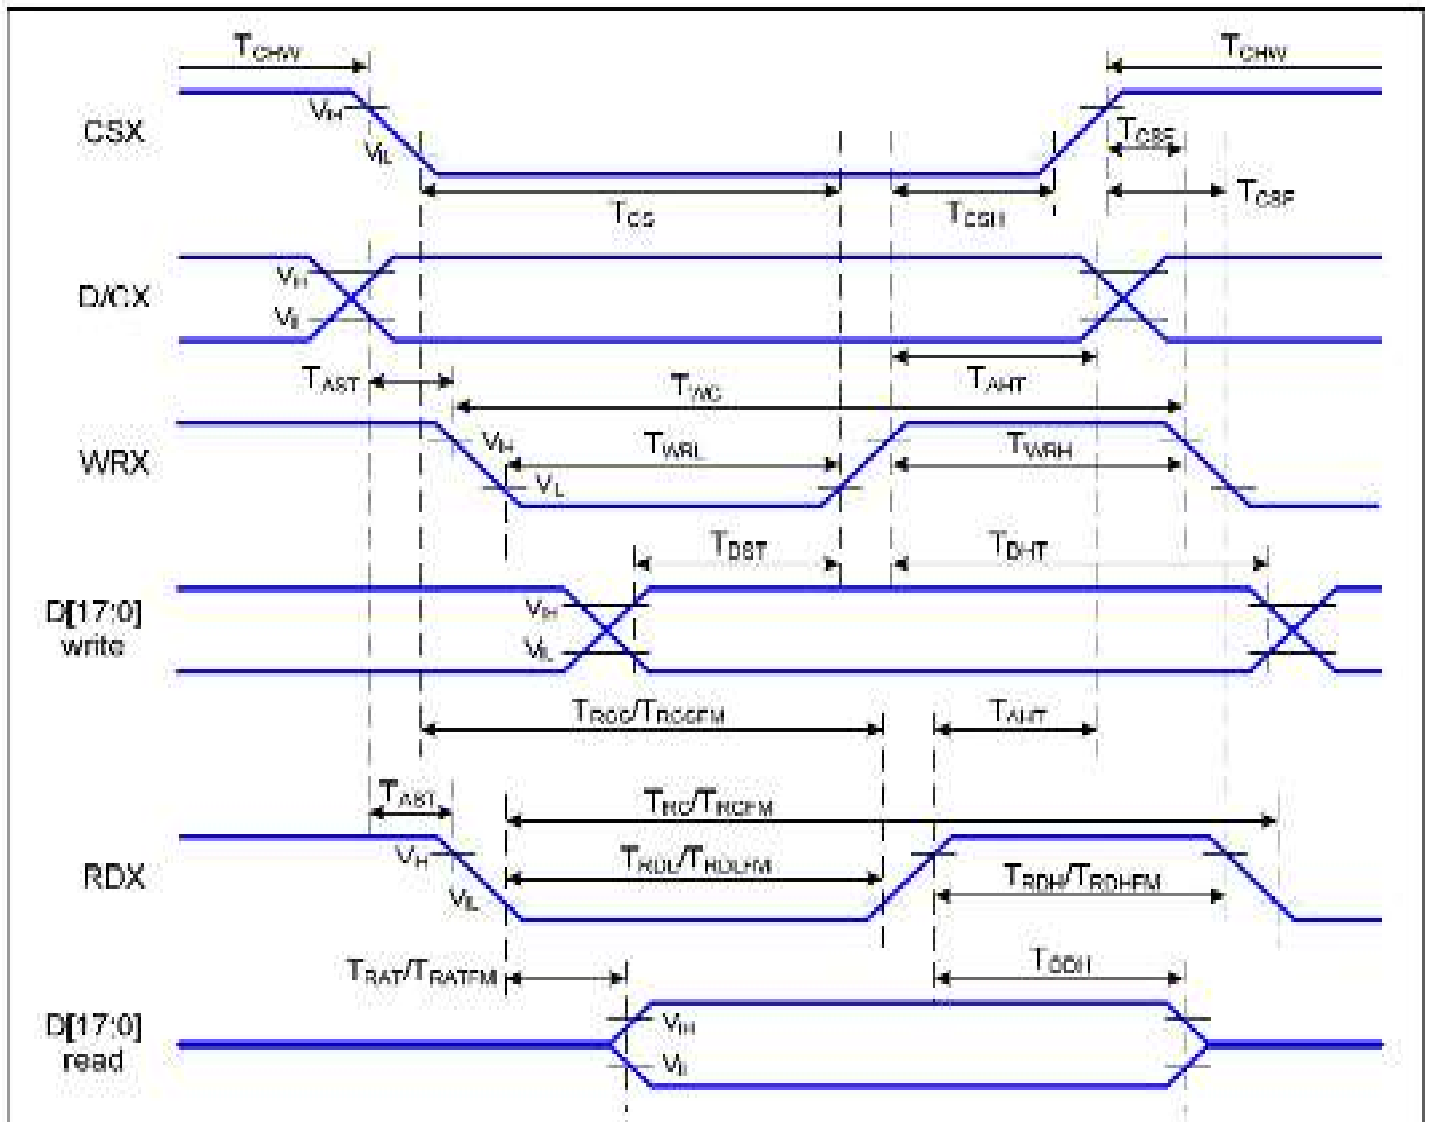 TCHW TCHW
CSX
VIH
VIL
TCSF
TCSF
TCS TCSH
D/CX
VIH
VIL
TAST TWC TAHT
WRX
VIH TWRL TWRH
VIL
TDST TDHT
D[17:0]
write
VIH
VIL
TRCS/TRCSFM TAHT
TAST TRC/TRCFM
RDX
VIH TRDL/TRDLFM TRDH/TRDHFM
VIL
TRAT/TRATFM TODH
D[17:0]
read
VIH
VIL